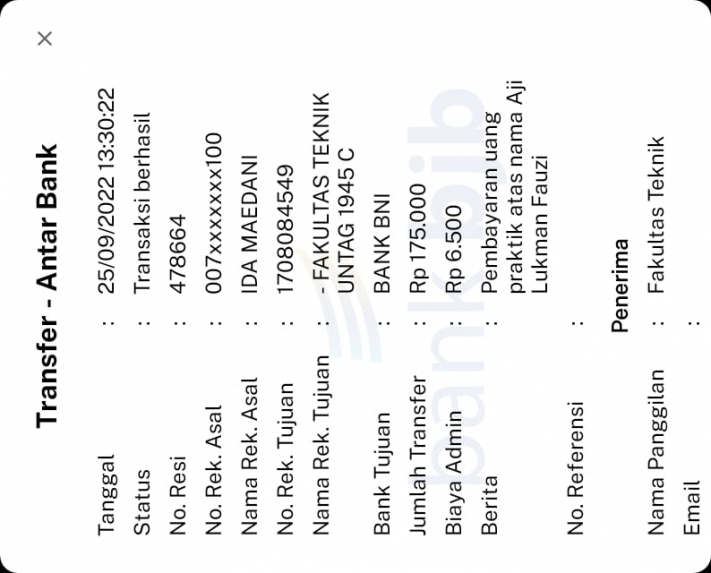 Transfer - Antar Bank ×
Tanggal : 25/09/2022 13:30:22
Status : Transaksi berhasil
No. Resi : 478664
No. Rek. Asal : 007xxxxxxxx100
Nama Rek. Asal : IDA MAEDANI
No. Rek. Tujuan : 1708084549
Nama Rek. Tujuan : - FAKULTAS TEKNIK
UNTAG 1945 C
Bank Tujuan : BANK BNI
Jumlah Transfer : Rp 175.000
Biaya Admin : Rp 6.500
Berita : Pembayaran uang
praktik atas nama Aji
Lukman Fauzi
No. Referensi :
Penerima
Nama Panggilan : Fakultas Teknik
Email :
bank bjb